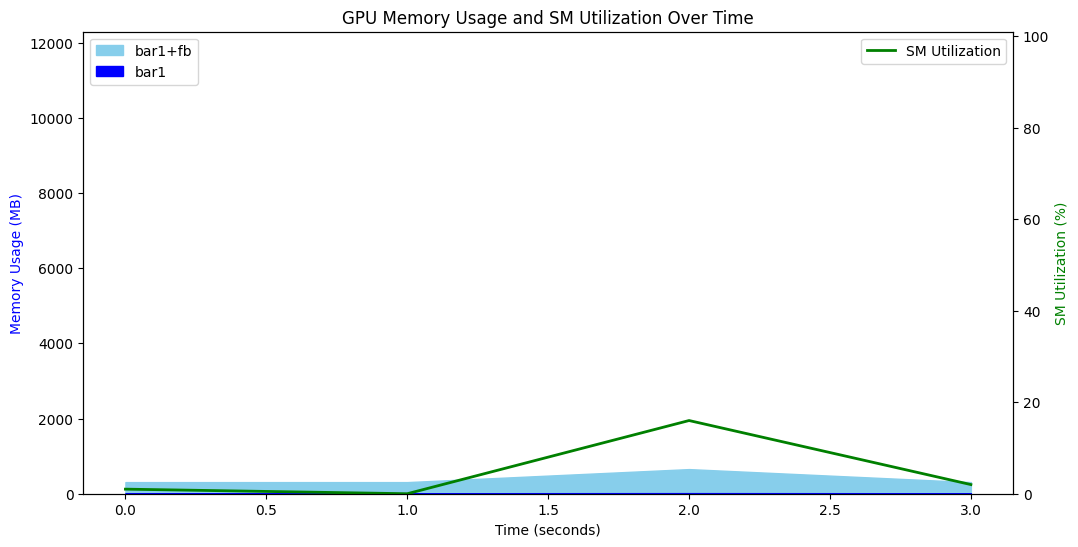 GPU Memory Usage and SM Utilization Over Time
bar1+fb
bar1
SM Utilization
12000
10000
8000
6000
4000
2000
0
Memory Usage (MB)
100
80
60
40
20
0
SM Utilization (%)
0.0 0.5 1.0 1.5 2.0 2.5 3.0
Time (seconds)